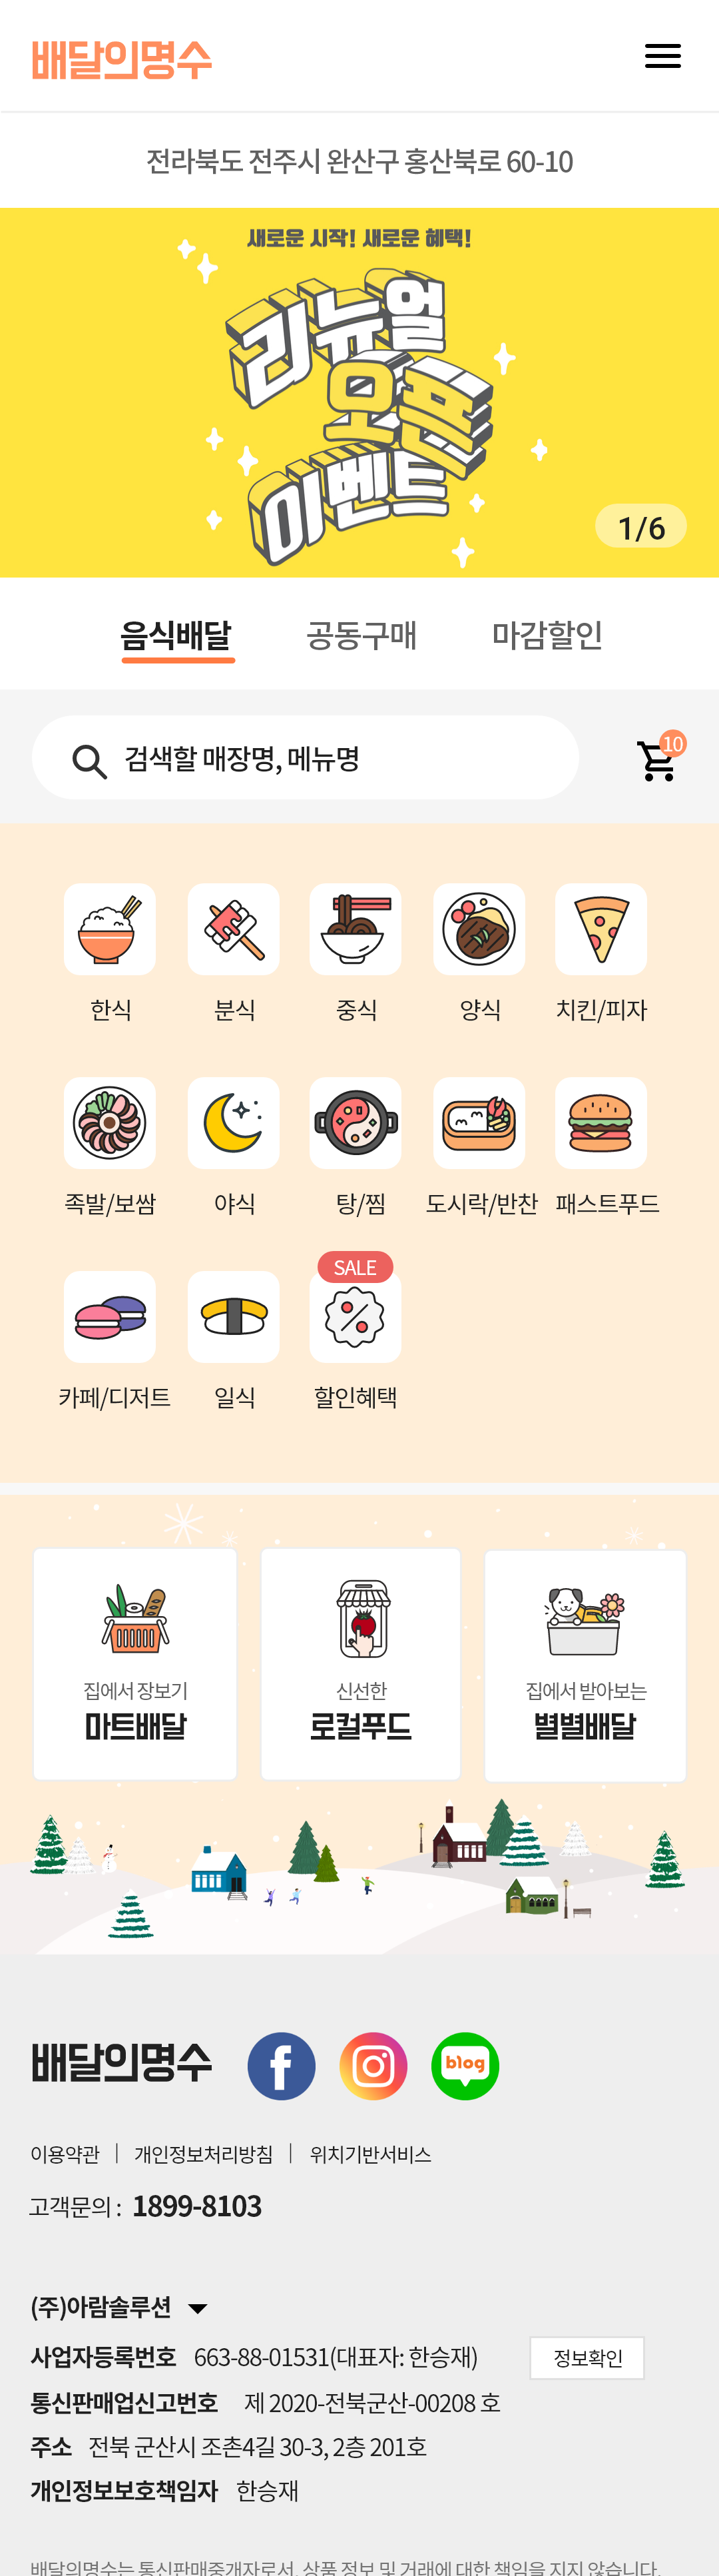 배달의명수
전라북도 전주시 완산구 홍산북로 60-10
새로운 시작! 새로운 혜택!
리뉴얼
오픈
이벤트
1/6
음식배달 공동구매 마감할인
검색할 매장명, 메뉴명 10
한식 분식 중식 양식 치킨/피자
족발/보쌈 야식 탕/찜 도시락/반찬 패스트푸드
SALE
카페/디저트 일식 할인혜택
집에서 장보기 신선한 집에서 받아보는
마트배달 로컬푸드 별별배달
배달의명수 f blog
이용약관 | 개인정보처리방침 | 위치기반서비스
고객문의 : 1899-8103
(주)아람솔루션
사업자등록번호 663-88-01531(대표자: 한승재) 정보확인
통신판매업신고번호 제 2020-전북군산-00208 호
주소 전북 군산시 조촌4길 30-3, 2층 201호
개인정보보호책임자 한승재
배달의명수는 통신판매중개자로서, 상품 정보 및 거래에 대한 책임을 지지 않습니다.